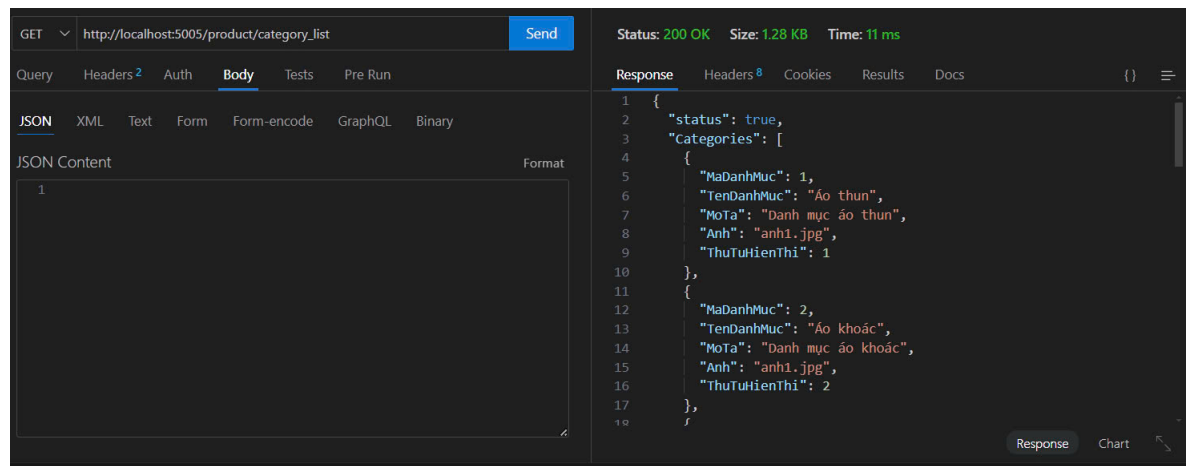 GET http://localhost:5005/product/category_list Send
Query Headers 2 Auth Body Tests Pre Run
JSON XML Text Form Form-encode GraphQL Binary
JSON Content Format
1
Status: 200 OK Size: 1.28 KB Time: 11 ms
Response Headers 8 Cookies Results Docs {}
1 {
2 "status": true,
3 "Categories": [
4 {
5 "MaDanhMuc": 1,
6 "TenDanhMuc": "Áo thun",
7 "MoTa": "Danh mục áo thun",
8 "Anh": "anh1.jpg",
9 "ThuTuHienThi": 1
10 },
11 {
12 "MaDanhMuc": 2,
13 "TenDanhMuc": "Áo khoác",
14 "MoTa": "Danh mục áo khoác",
15 "Anh": "anh1.jpg",
16 "ThuTuHienThi": 2
17 },
18 {
Response Chart